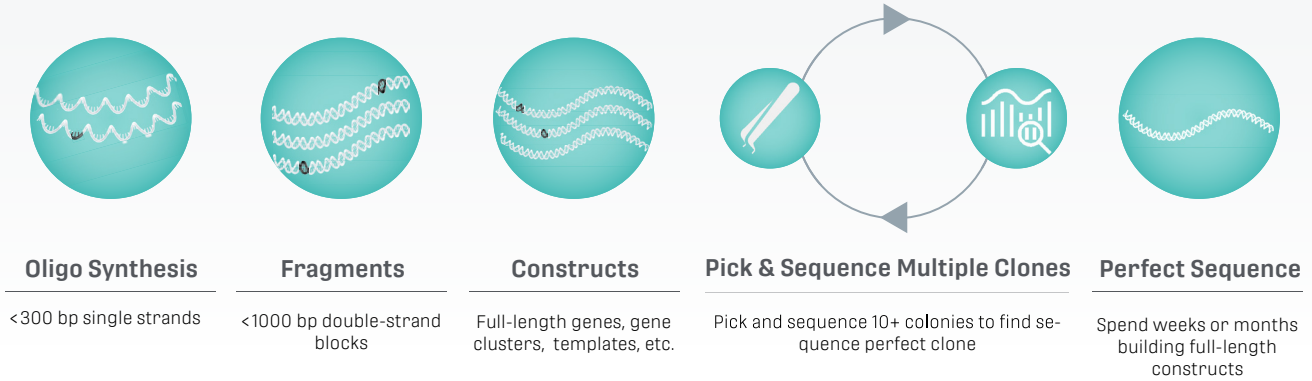 Oligo Synthesis
<300 bp single strands
Fragments
<1000 bp double-strand
blocks
Constructs
Full-length genes, gene
clusters, templates, etc.
Pick & Sequence Multiple Clones
Pick and sequence 10+ colonies to find se-
quence perfect clone
Perfect Sequence
Spend weeks or months
building full-length
constructs